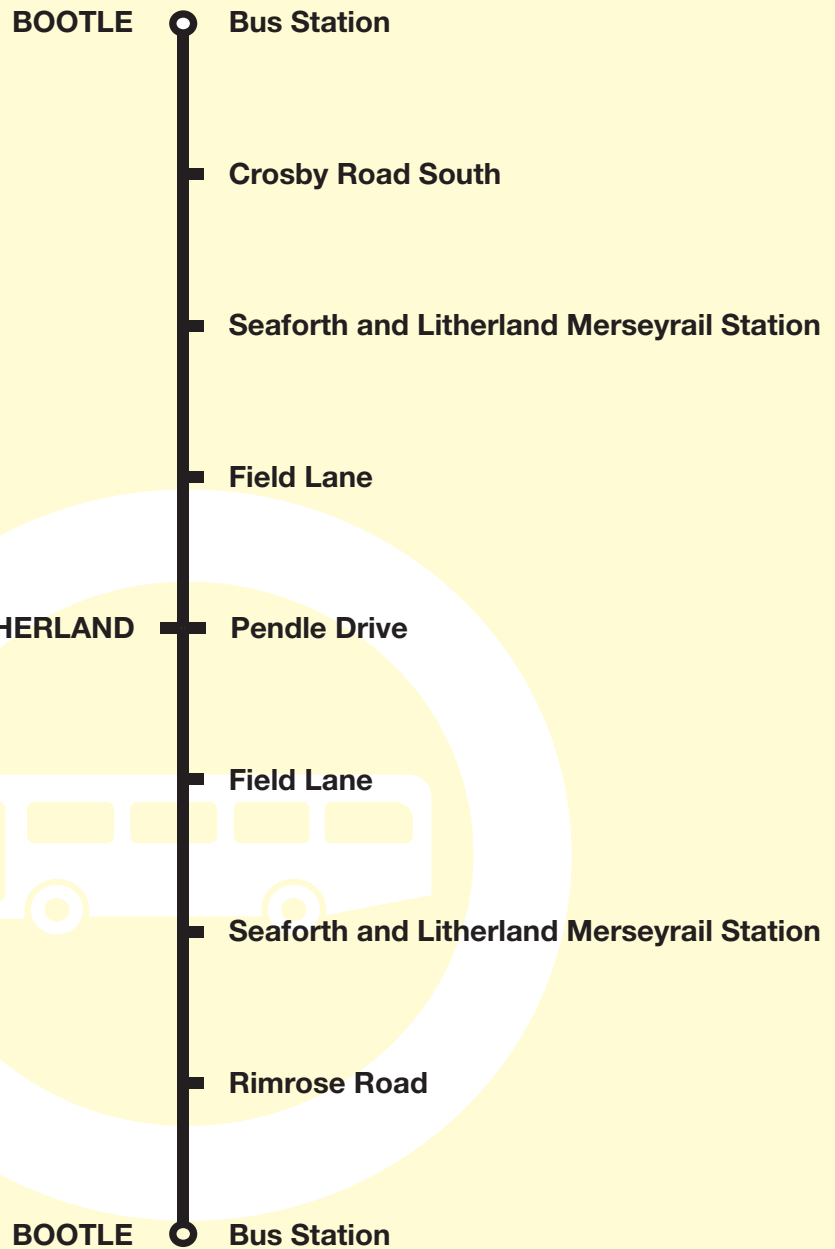 BOOTLE Bus Station
Crosby Road South
Seaforth and Litherland Merseyrail Station
Field Lane
HERLAND Pendle Drive
Field Lane
Seaforth and Litherland Merseyrail Station
Rimrose Road
BOOTLE Bus Station